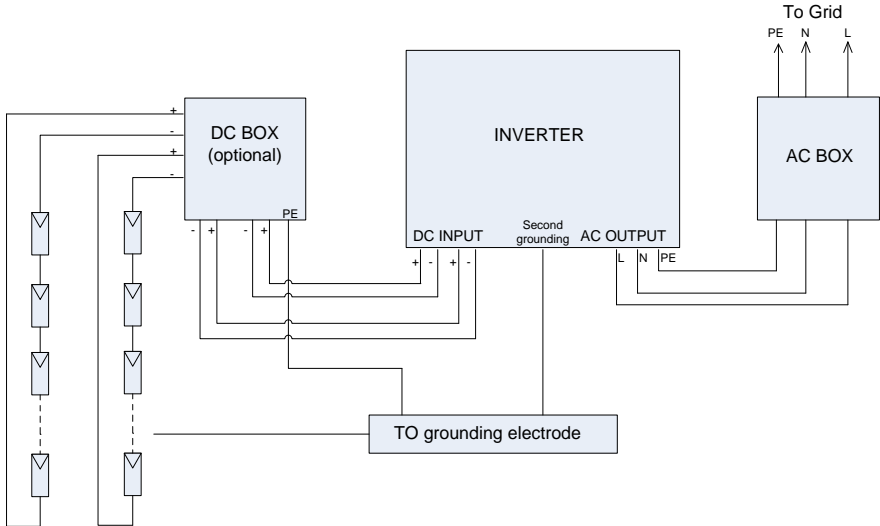 To Grid
PE N L
+
-
+
-
DC BOX
(optional)
PE
- + - +
INVERTER
DC INPUT
Second
grounding
AC OUTPUT
+ - + -
L N PE
AC BOX
TO grounding electrode